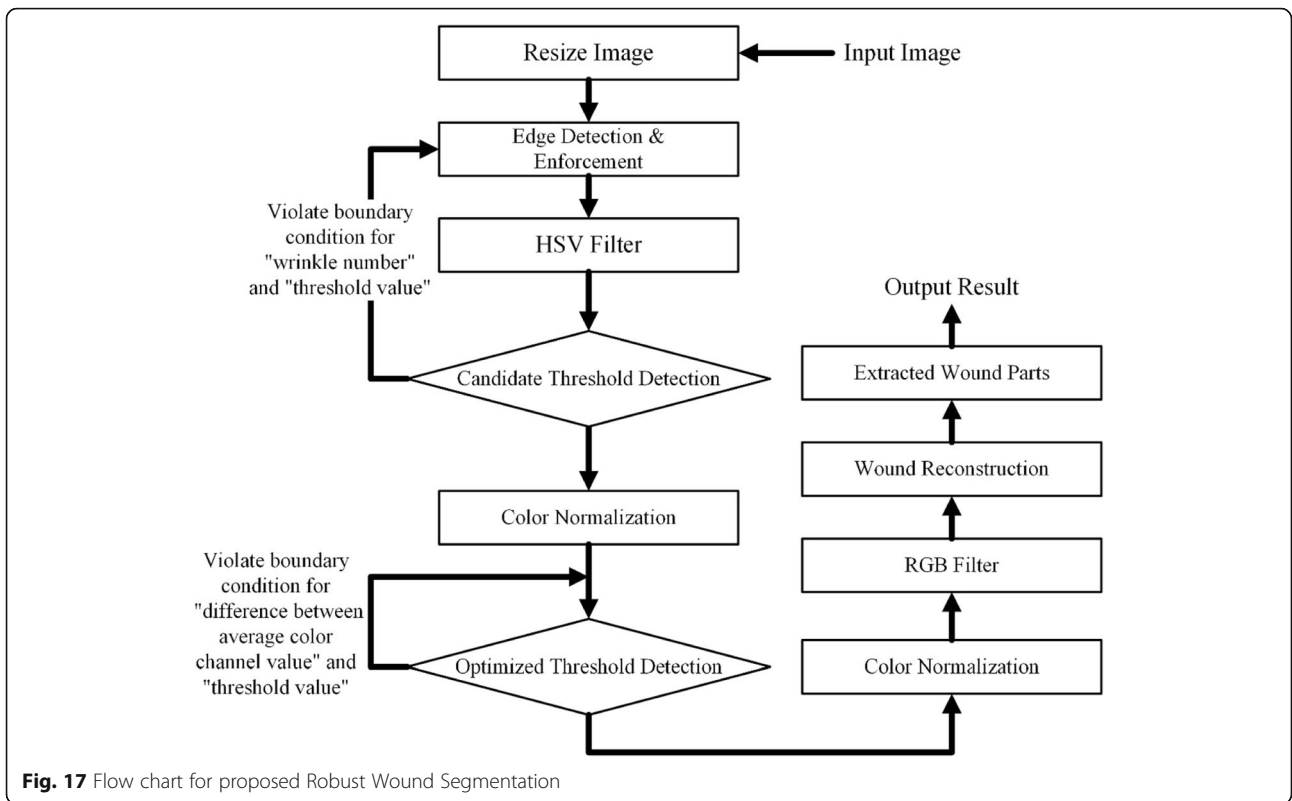 Input Image
Resize Image
Edge Detection &
Enforcement
HSV Filter
Violate boundary
condition for
"wrinkle number"
and "threshold value"
Candidate Threshold Detection
Color Normalization
Violate boundary
condition for
"difference between
average color
channel value" and
"threshold value"
Optimized Threshold Detection
Color Normalization
RGB Filter
Wound Reconstruction
Extracted Wound Parts
Output Result
Fig. 17 Flow chart for proposed Robust Wound Segmentation